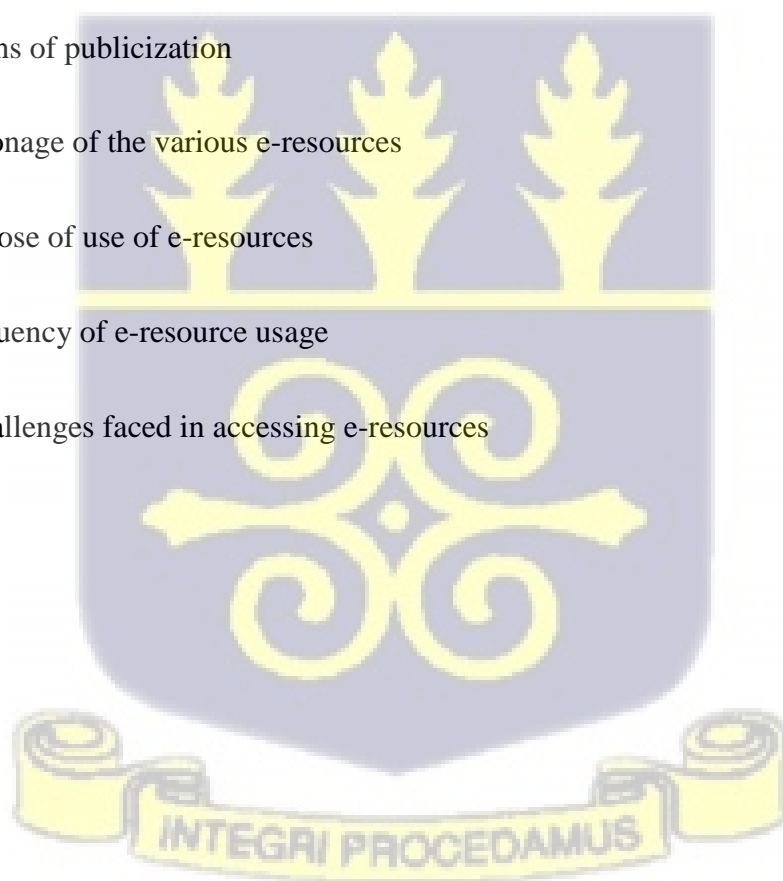 ns of publicization
onage of the various e-resources
ose of use of e-resources
uency of e-resource usage
allenges faced in accessing e-resources
INTEGRI PROCEDAMUS